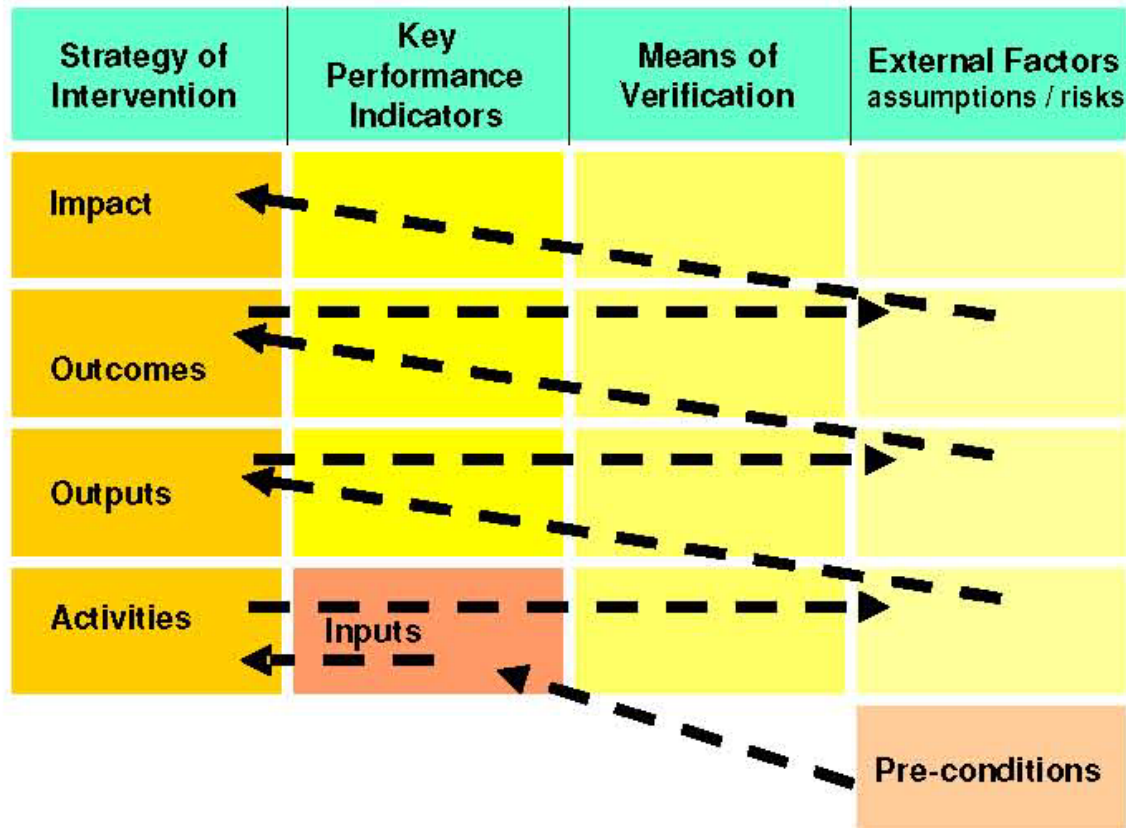 Strategy of
Intervention
Key
Performance
Indicators
Means of
Verification
External Factors
assumptions / risks
Impact
Outcomes
Outputs
Activities
Inputs
Pre-conditions